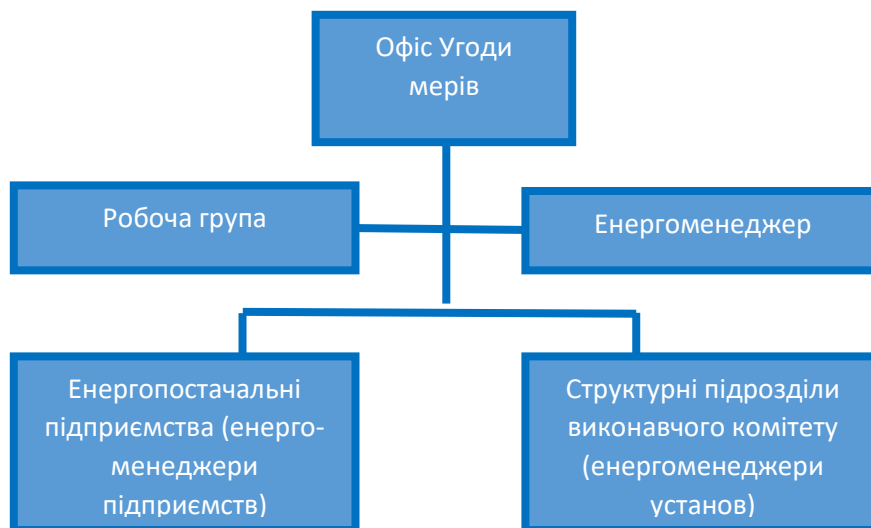 Офіс Угоди
мерів
Робоча група
Енергоменеджер
Енергопостачальні
підприємства (енерго-
менеджери
підприємств)
Структурні підрозділи
виконавчого комітету
(енергоменеджери
установ)